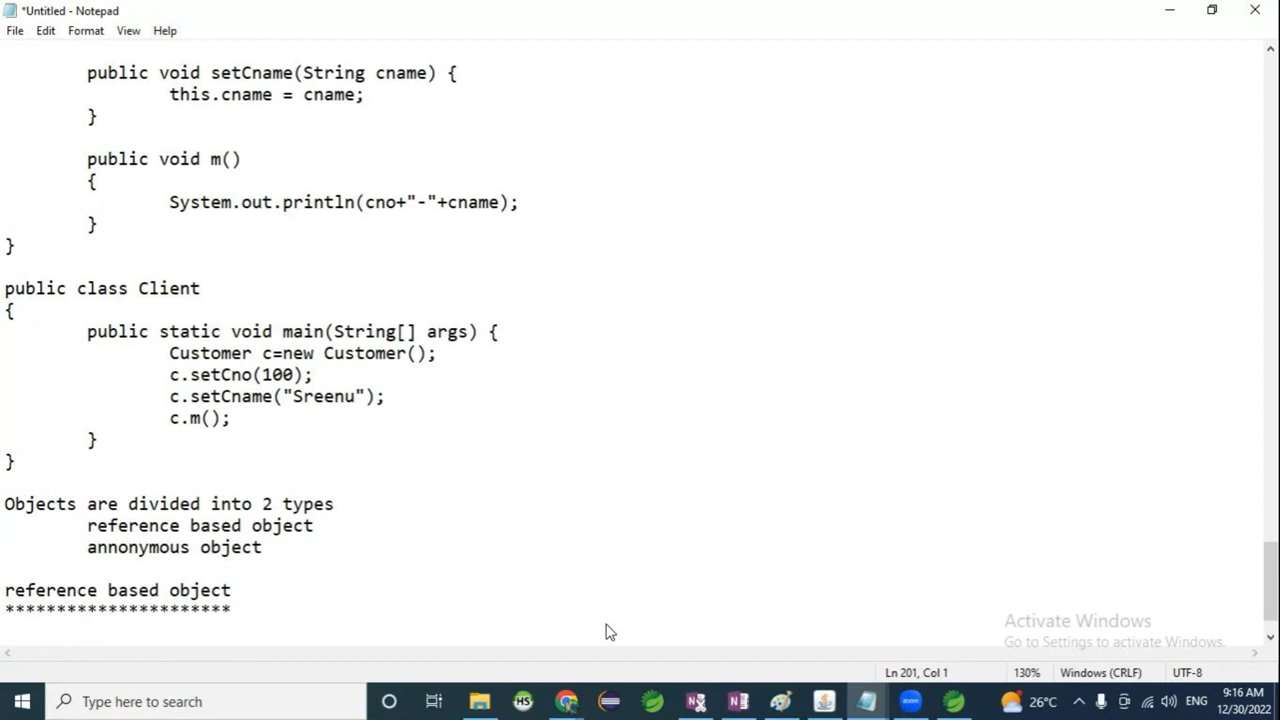 *Untitled - Notepad
File Edit Format View Help
public void setCname(String cname) {
this.cname = cname;
}
public void m()
{
System.out.println(cno+"-"+cname);
}
}
public class Client
{
public static void main(String[] args) {
Customer c=new Customer();
c.setCno(100);
c.setCname("Sreenu");
c.m();
}
}
Objects are divided into 2 types
reference based object
annonymous object
reference based object
**********************
Activate Windows
Go to Settings to activate Windows.
Ln 201, Col 1 130% Windows (CRLF) UTF-8
Type here to search HS 26°C ENG 9:16 AM
12/30/2022